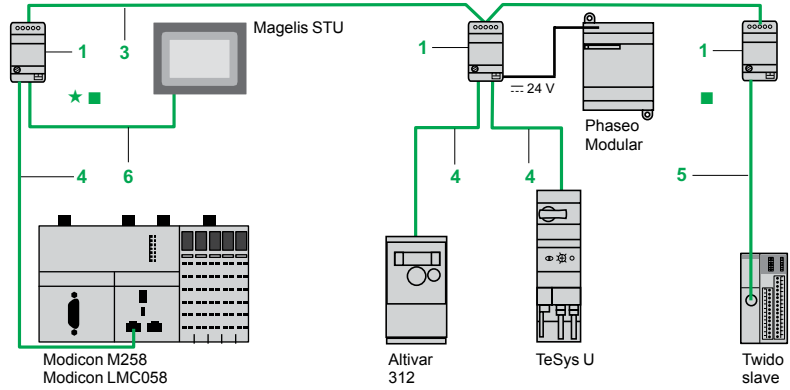 Magelis STU
1
3
1
1
⎓ 24 V
★ ■
■
Phaseo
Modular
4
6
4
4
5
Modicon M258
Modicon LMC058
Altivar
312
TeSys U
Twido
slave